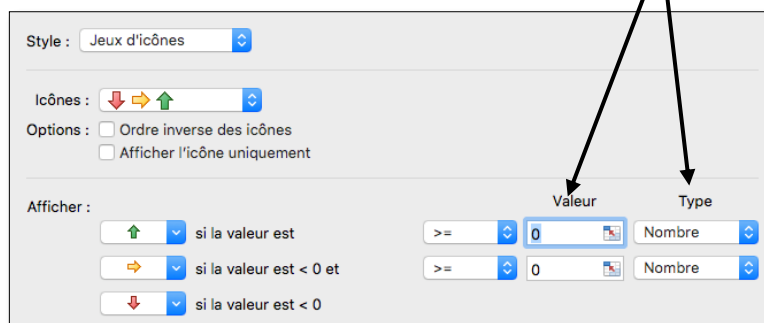 Style : Jeux d'icônes
Icônes :
Options : Ordre inverse des icônes
Afficher l'icône uniquement
Afficher : Valeur Type
si la valeur est >= 0 Nombre
si la valeur est < 0 et >= 0 Nombre
si la valeur est < 0